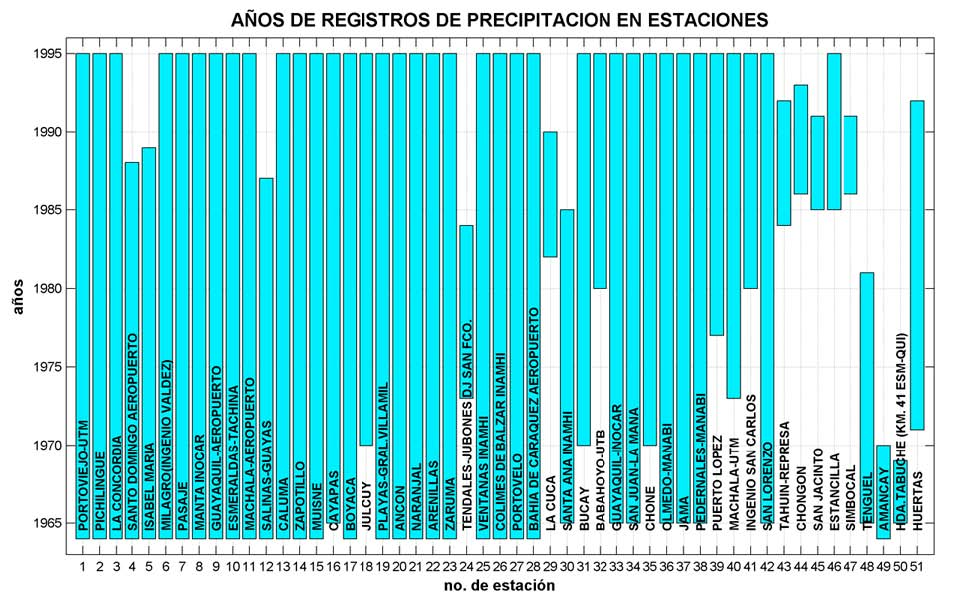 AÑOS DE REGISTROS DE PRECIPITACION EN ESTACIONES
años
1995
1990
1985
1980
1975
1970
1965
PORTOVIEJO-UTM
PICHILINGUE
LA CONCORDIA
SANTO DOMINGO AEROPUERTO
ISABEL MARIA
MILAGRO(INGENIO VALDEZ)
PASAJE
MANTA INOCAR
GUAYAQUIL-AEROPUERTO
ESMERALDAS-TACHINA
MACHALA-AEROPUERTO
SALINAS-GUAYAS
CALUMA
ZAPOTILLO
MUISNE
CAYAPAS
BOYACA
JULCUY
PLAYAS-GRAL.VILLAMIL
ANCON
NARANJAL
ARENILLAS
ZARUMA
TENDALES-JUBONES DJ SAN FCO.
VENTANAS INAMHI
COLIMES DE BALZAR INAMHI
PORTOVELO
BAHIA DE CARAQUEZ AEROPUERTO
LA CUCA
SANTA ANA INAMHI
BUCAY
BABAHOYO-UTB
GUAYAQUIL-INOCAR
SAN JUAN-LA MANA
CHONE
OLMEDO-MANABI
JAMA
PEDERNALES-MANABI
PUERTO LOPEZ
MACHALA-UTM
INGENIO SAN CARLOS
SAN LORENZO
TAHUIN-REPRESA
CHONGON
SAN JACINTO
ESTANCILLA
SIMBOCAL
TENGUEL
AMANCAY
HDA.TABUCHE (KM. 41 ESM-QUI)
HUERTAS
1 2 3 4 5 6 7 8 9 10 11 12 13 14 15 16 17 18 19 20 21 22 23 24 25 26 27 28 29 30 31 32 33 34 35 36 37 38 39 40 41 42 43 44 45 46 47 48 49 50 51
no. de estación